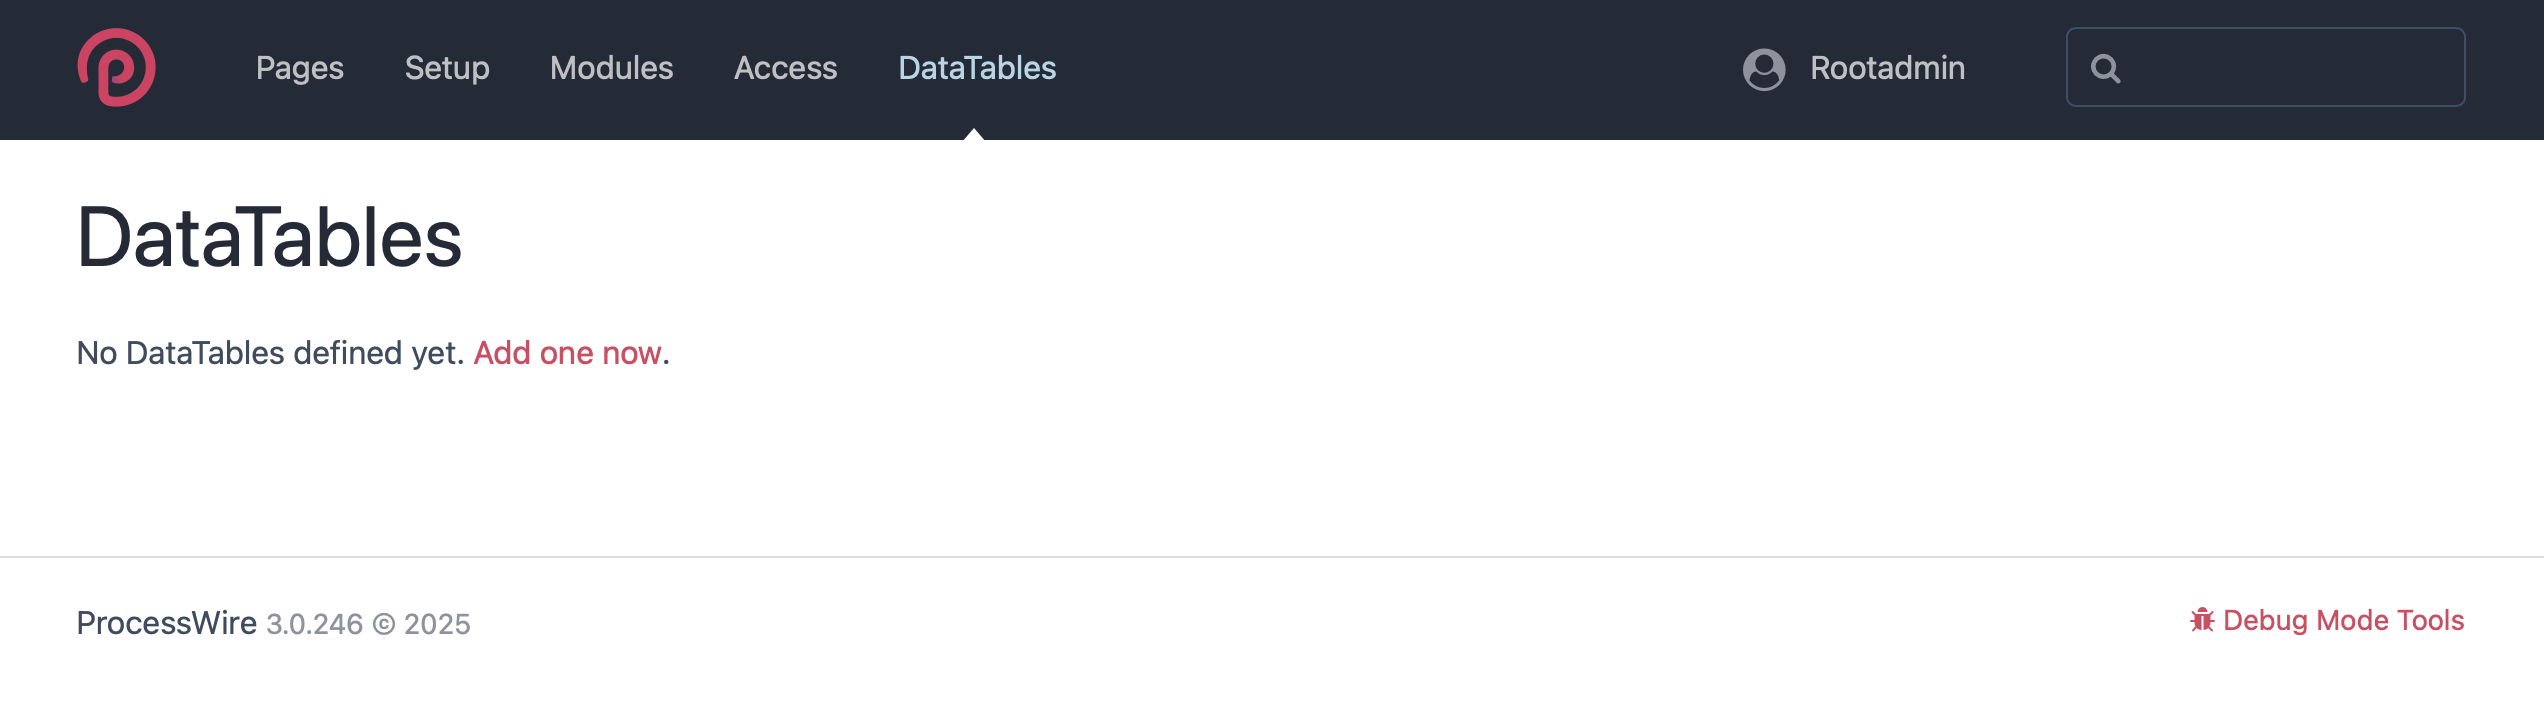 Pages Setup Modules Access DataTables Rootadmin
DataTables
No DataTables defined yet. Add one now.
ProcessWire 3.0.246 © 2025 Debug Mode Tools